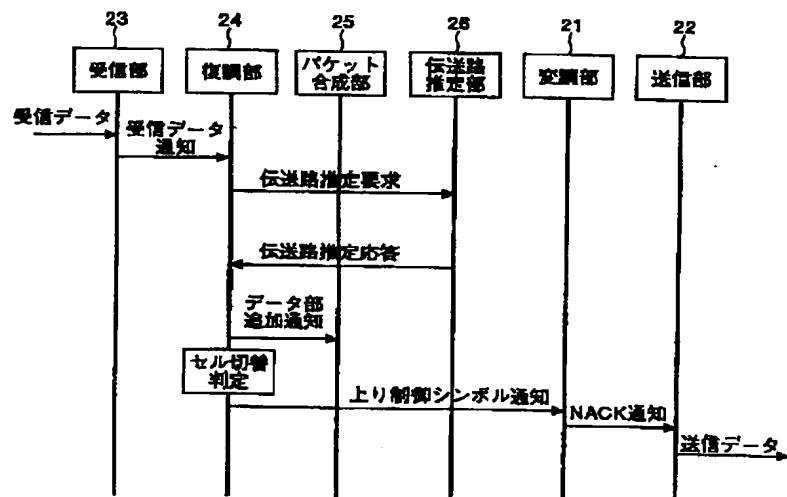 23
24
25
26
21
22
受信部
復調部
パケット
合成部
伝送路
推定部
変調部
送信部
受信データ
受信データ
通知
伝送路推定要求
伝送路推定応答
データ部
追加通知
セル切替
判定
上り制御シンボル通知
NACK通知
送信データ